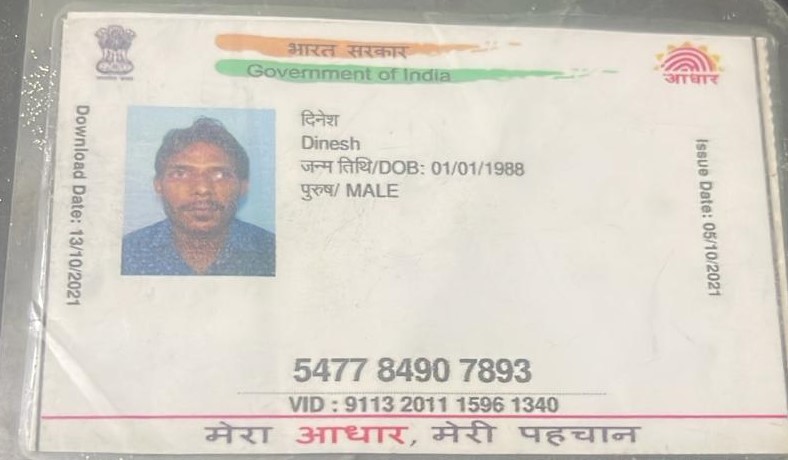 भारत सरकार
Government of India
आधार
Download Date: 13/10/2021
दिनेश
Dinesh
जन्म तिथि/DOB: 01/01/1988
पुरुष/ MALE
Issue Date: 05/10/2021
5477 8490 7893
VID : 9113 2011 1596 1340
मेरा आधार, मेरी पहचान